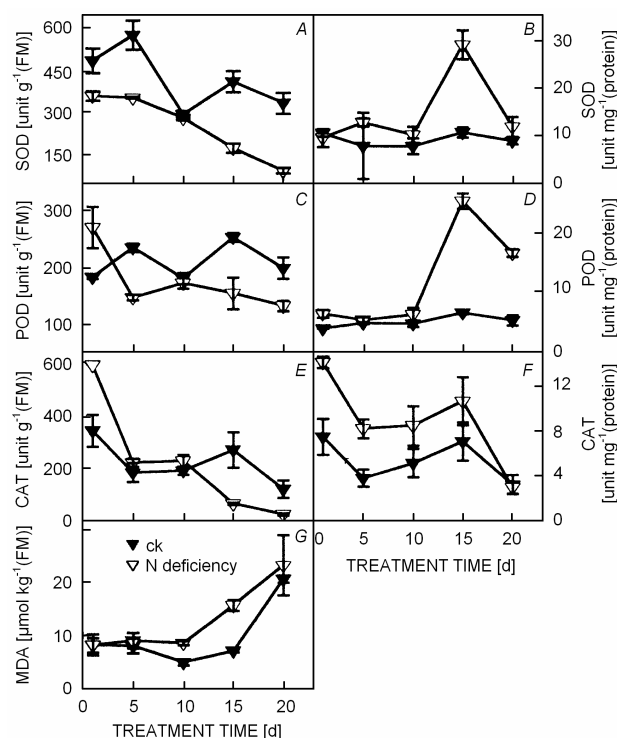 A
SOD [unit g⁻¹(FM)]
600
450
300
150
B
30
20
10
0
SOD
[unit mg⁻¹(protein)]
C
POD [unit g⁻¹(FM)]
300
200
100
D
20
10
0
POD
[unit mg⁻¹(protein)]
E
CAT [unit g⁻¹(FM)]
600
400
200
0
F
12
8
4
0
CAT
[unit mg⁻¹(protein)]
0 5 10 15 20
TREATMENT TIME [d]
G
ck
N deficiency
MDA [µmol kg⁻¹(FM)]
20
10
0
0 5 10 15 20
TREATMENT TIME [d]